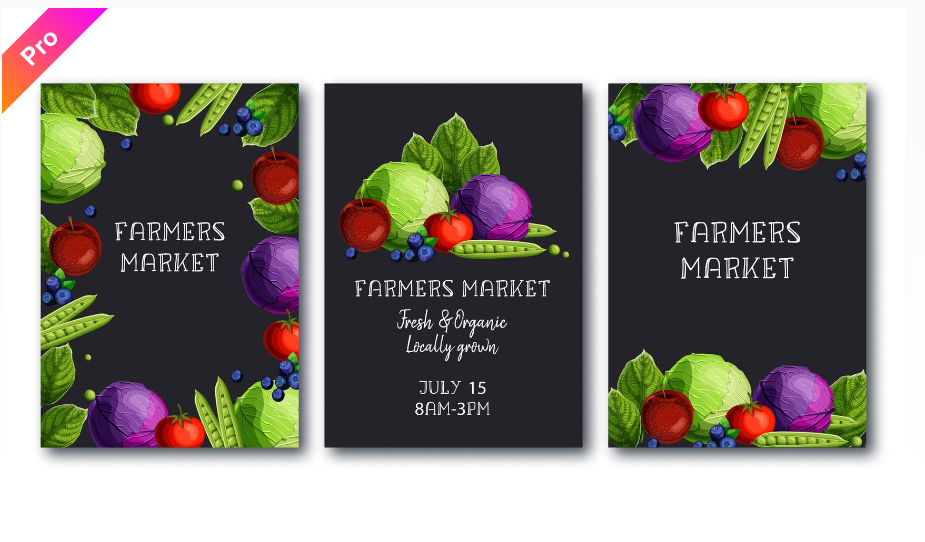 Pro
FARMERS
MARKET
FARMERS MARKET
Fresh & Organic
Locally grown
JULY 15
8AM-3PM
FARMERS
MARKET